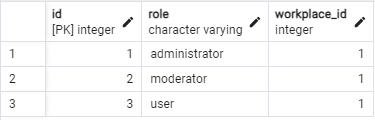 id role workplace_id
[PK] integer character varying integer
1 1 administrator 1
2 2 moderator 1
3 3 user 1